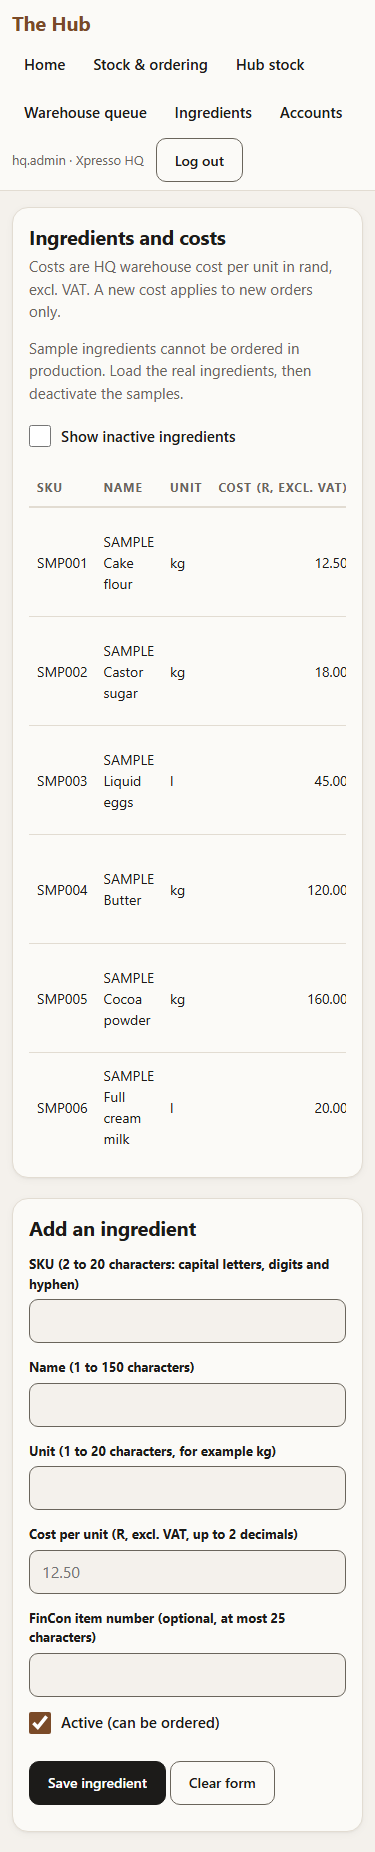 The Hub
Home Stock & ordering Hub stock
Warehouse queue Ingredients Accounts
hq.admin · Xpresso HQ Log out
Ingredients and costs
Costs are HQ warehouse cost per unit in rand,
excl. VAT. A new cost applies to new orders
only.
Sample ingredients cannot be ordered in
production. Load the real ingredients, then
deactivate the samples.
Show inactive ingredients
SKU NAME UNIT COST (R, EXCL. VAT)
SMP001 SAMPLE Cake flour kg 12.50
SMP002 SAMPLE Castor sugar kg 18.00
SMP003 SAMPLE Liquid eggs l 45.00
SMP004 SAMPLE Butter kg 120.00
SMP005 SAMPLE Cocoa powder kg 160.00
SMP006 SAMPLE Full cream milk l 20.00
Add an ingredient
SKU (2 to 20 characters: capital letters, digits and
hyphen)
Name (1 to 150 characters)
Unit (1 to 20 characters, for example kg)
Cost per unit (R, excl. VAT, up to 2 decimals)
12.50
FinCon item number (optional, at most 25
characters)
Active (can be ordered)
Save ingredient Clear form